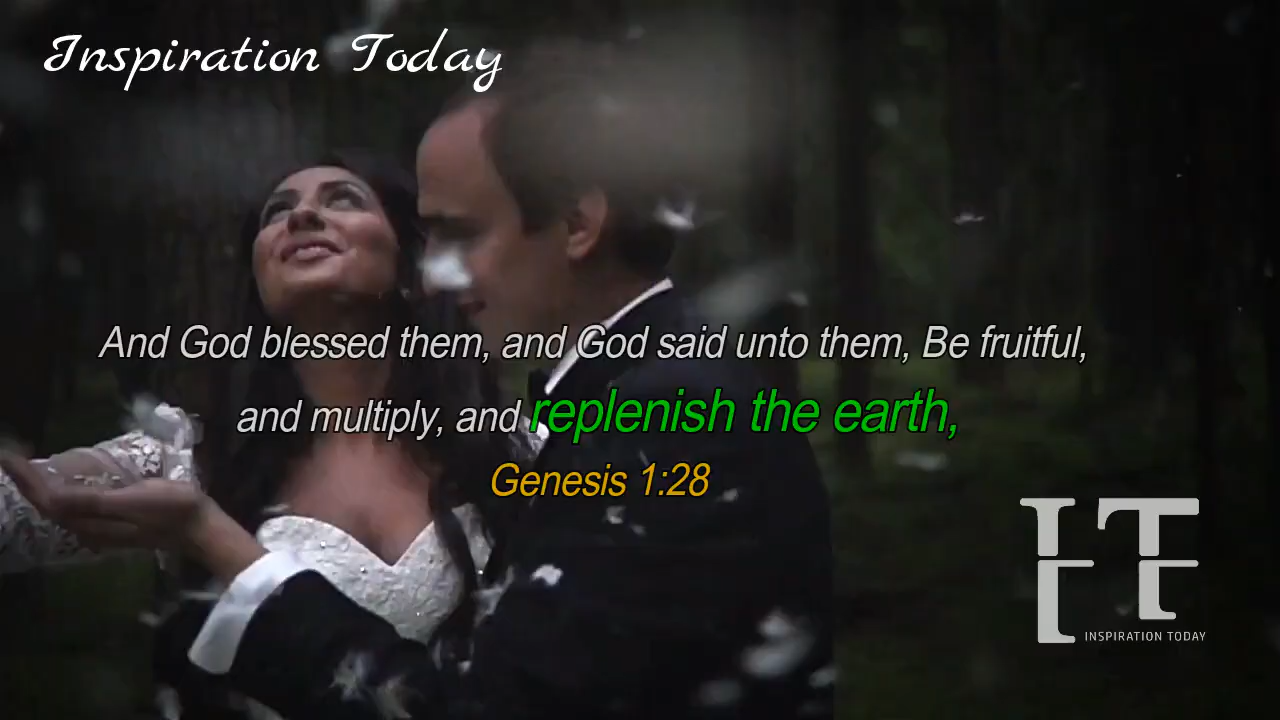 Inspiration Today
And God blessed them, and God said unto them, Be fruitful,
and multiply, and replenish the earth,
Genesis 1:28
INSPIRATION TODAY